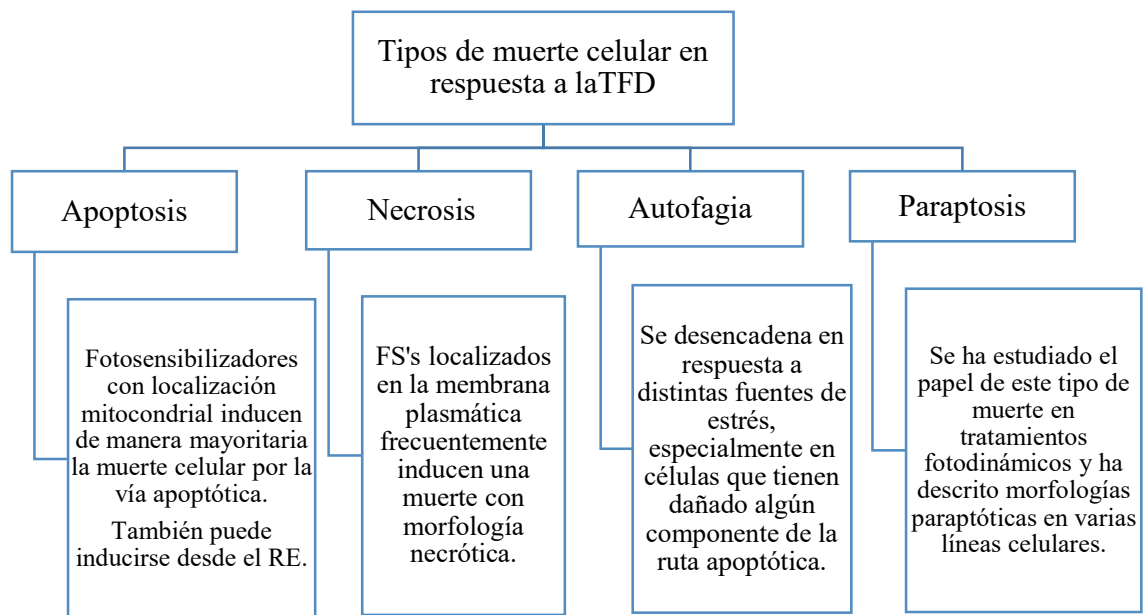 Tipos de muerte celular en
respuesta a laTFD
Apoptosis
Necrosis
Autofagia
Paraptosis
Fotosensibilizadores
con localización
mitocondrial inducen
de manera mayoritaria
la muerte celular por la
vía apoptótica.
También puede
inducirse desde el RE.
FS's localizados
en la membrana
plasmática
frecuentemente
inducen una
muerte con
morfología
necrótica.
Se desencadena en
respuesta a
distintas fuentes de
estrés,
especialmente en
células que tienen
dañado algún
componente de la
ruta apoptótica.
Se ha estudiado el
papel de este tipo de
muerte en
tratamientos
fotodinámicos y ha
descrito morfologías
paraptóticas en varias
líneas celulares.